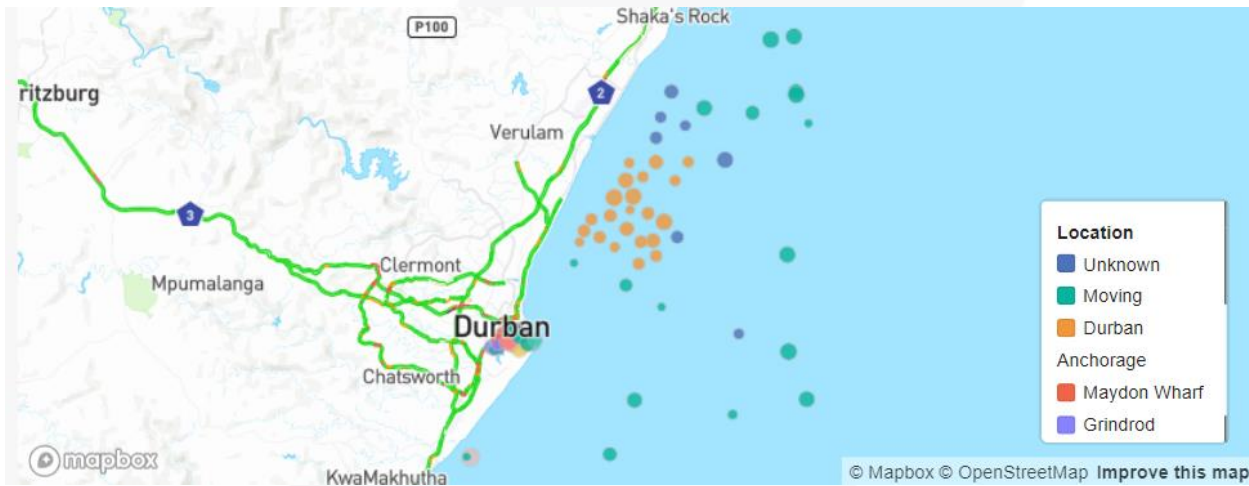 Shaka's Rock
P100
ritzburg
2
Verulam
3
Clermont
Mpumalanga
Durban
Chatsworth
KwaMakhutha
mapbox
Location
Unknown
Moving
Durban
Anchorage
Maydon Wharf
Grindrod
© Mapbox © OpenStreetMap Improve this map